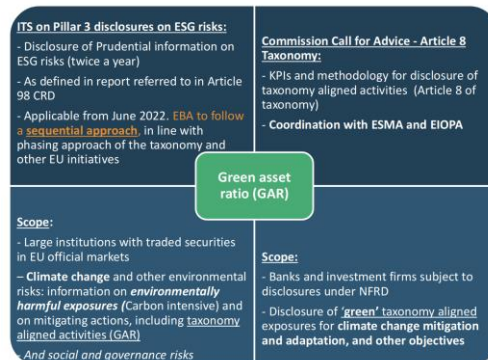 ITS on Pillar 3 disclosures on ESG risks:
- Disclosure of Prudential information on
ESG risks (twice a year)
- As defined in report referred to in Article
98 CRD
- Applicable from June 2022. EBA to follow
a sequential approach, in line with
phasing approach of the taxonomy and
other EU initiatives
Commission Call for Advice - Article 8
Taxonomy:
- KPIs and methodology for disclosure of
taxonomy aligned activities (Article 8 of
taxonomy)
- Coordination with ESMA and EIOPA
Green asset
ratio (GAR)
Scope:
- Large institutions with traded securities
in EU official markets
– Climate change and other environmental
risks: information on environmentally
harmful exposures (Carbon intensive) and
on mitigating actions, including taxonomy
aligned activities (GAR)
- And social and governance risks
Scope:
- Banks and investment firms subject to
disclosures under NFRD
- Disclosure of ‘green’ taxonomy aligned
exposures for climate change mitigation
and adaptation, and other objectives